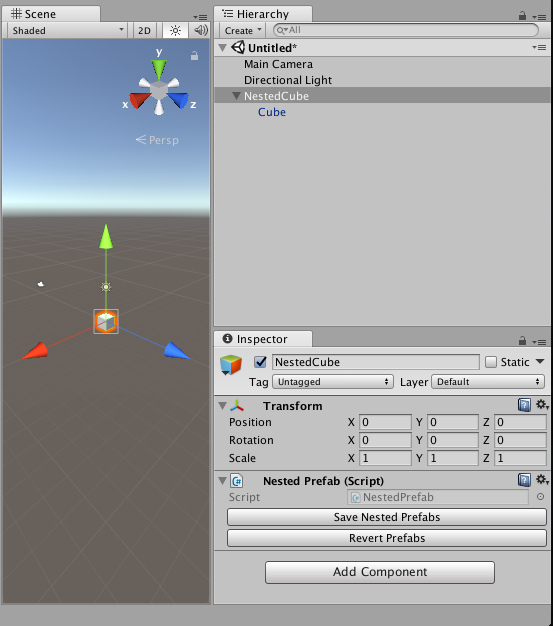 Scene
Shaded
2D
y
x
z
Persp
Hierarchy
Create
All
Untitled*
Main Camera
Directional Light
NestedCube
Cube
Inspector
NestedCube
Static
Tag Untagged Layer Default
Transform
Position X 0 Y 0 Z 0
Rotation X 0 Y 0 Z 0
Scale X 1 Y 1 Z 1
C# Nested Prefab (Script)
Script NestedPrefab
Save Nested Prefabs
Revert Prefabs
Add Component